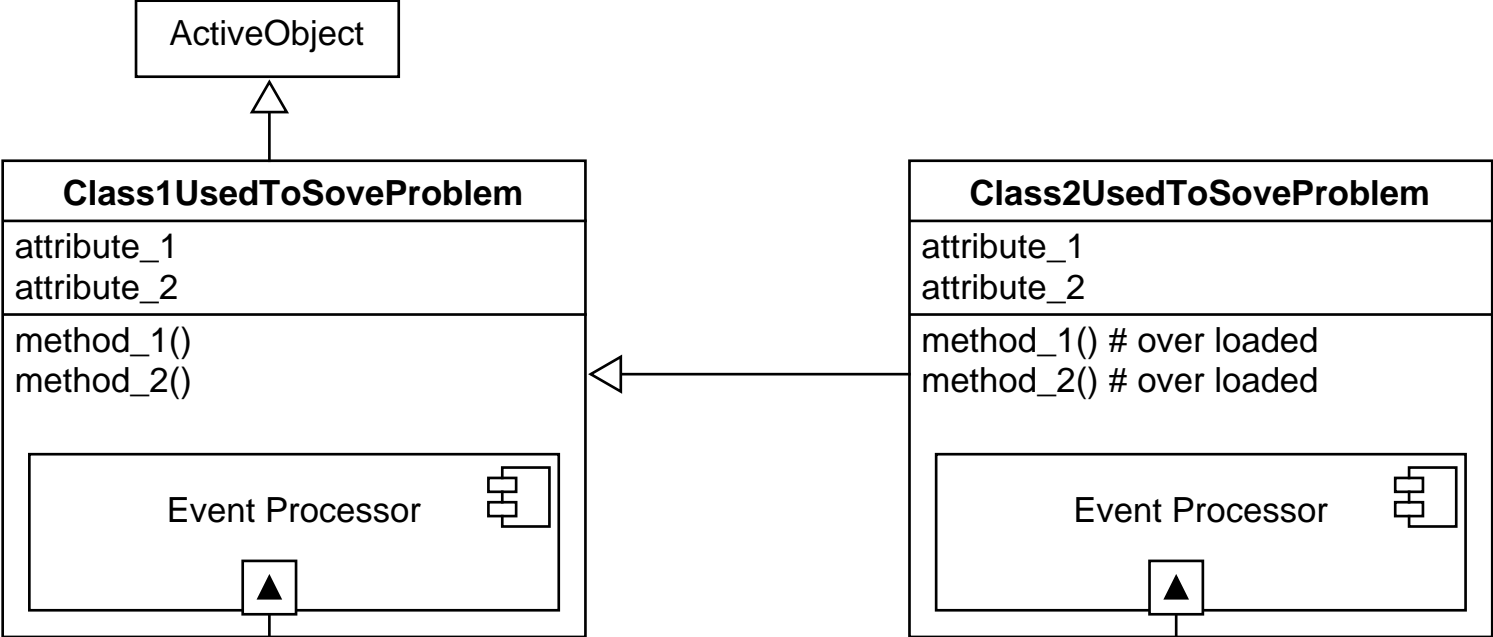 ActiveObject
Class1UsedToSoveProblem
attribute_1
attribute_2
method_1()
method_2()
Event Processor
Class2UsedToSoveProblem
attribute_1
attribute_2
method_1() # over loaded
method_2() # over loaded
Event Processor